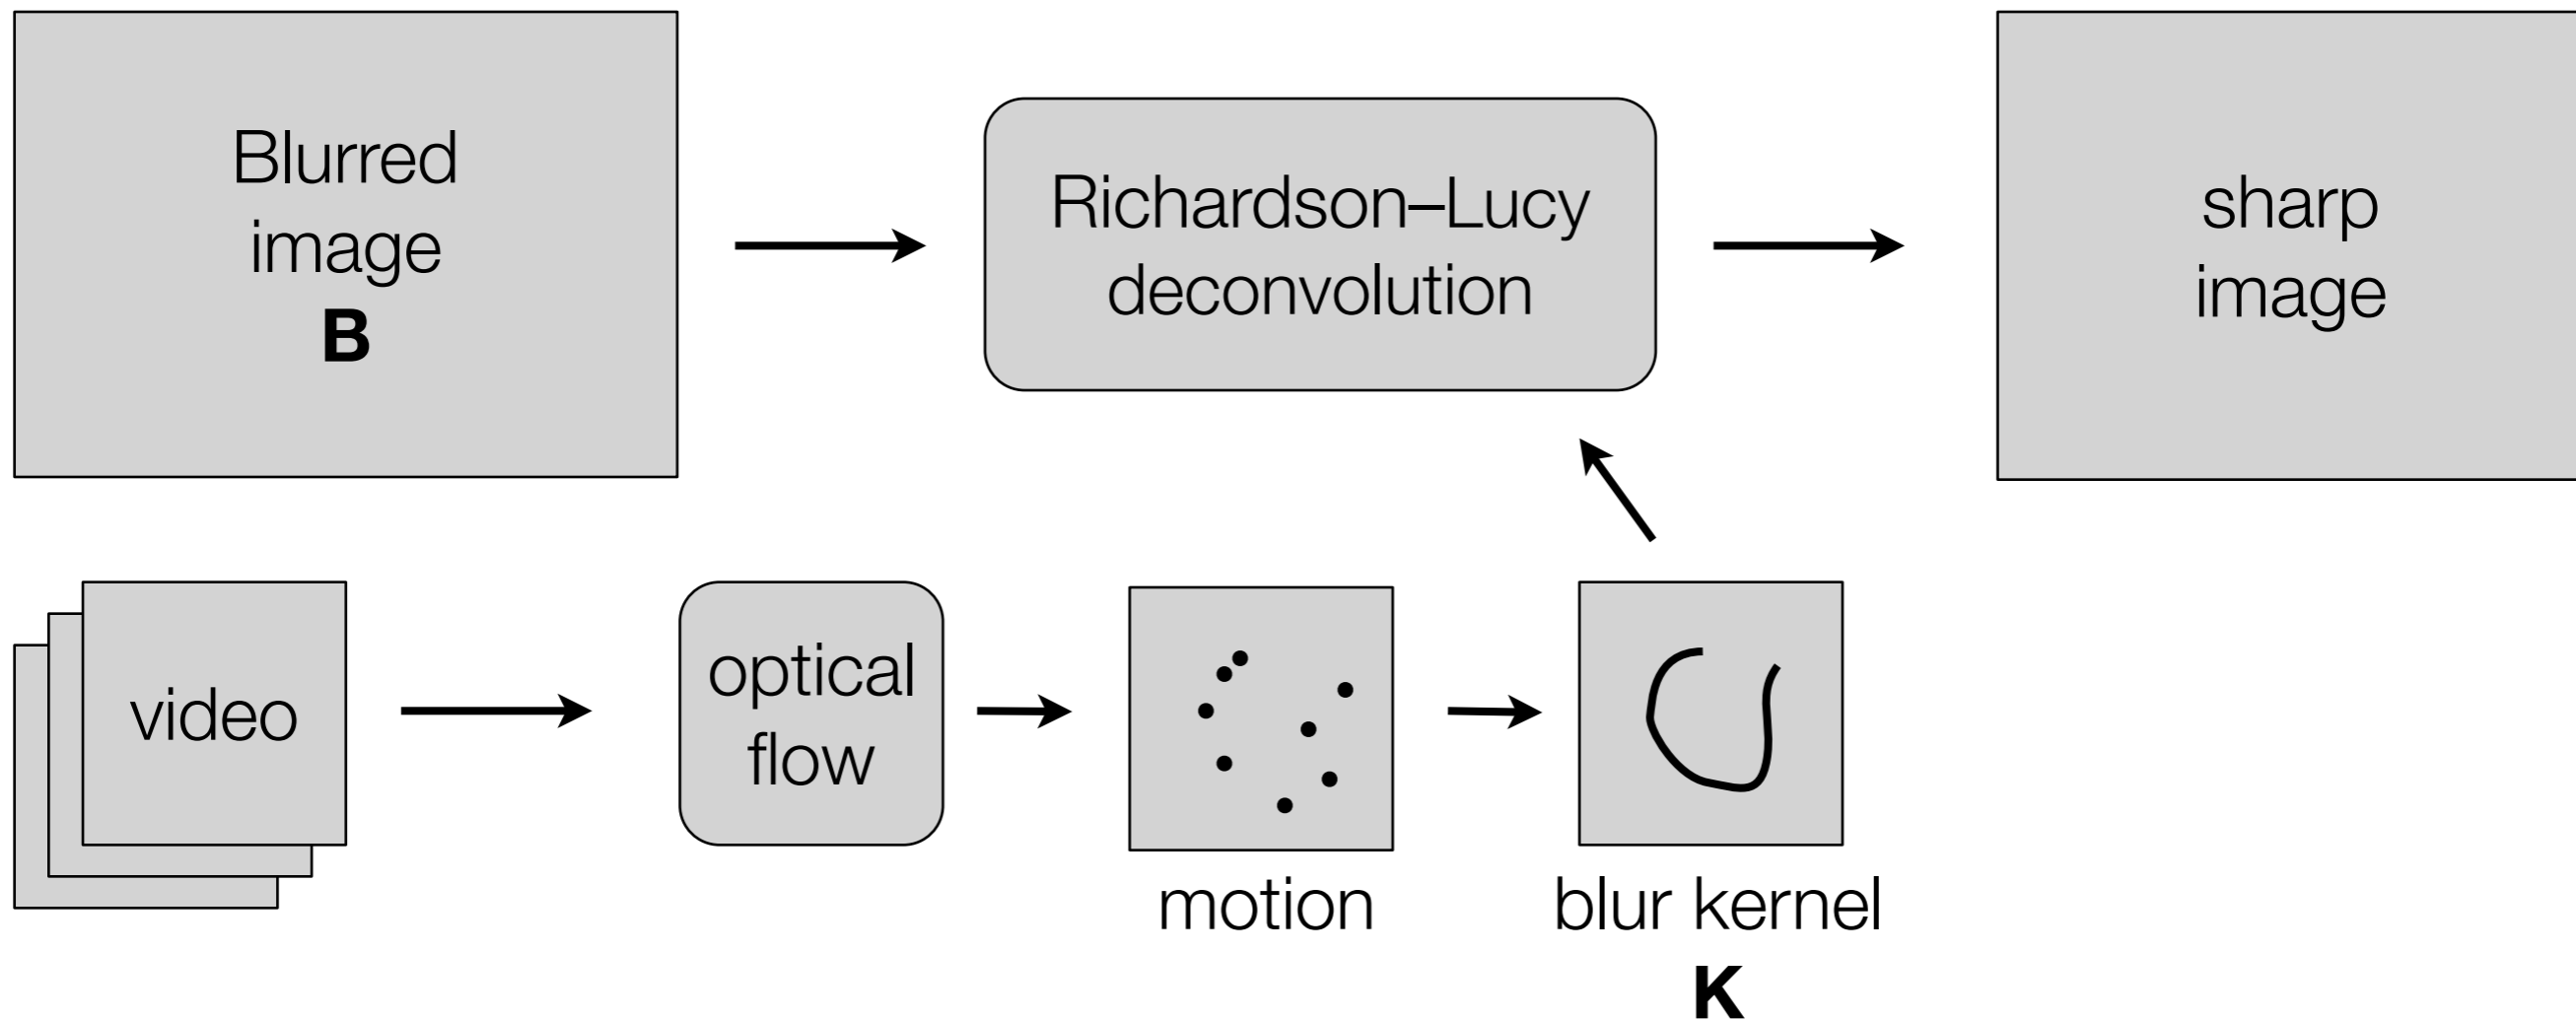 Blurred
image
B
Richardson–Lucy
deconvolution
sharp
image
video
optical
flow
motion
blur kernel
K